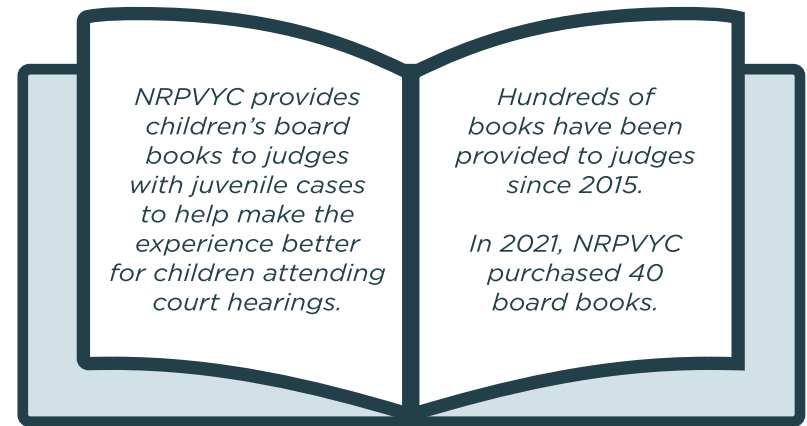 NRPVYC provides
children's board
books to judges
with juvenile cases
to help make the
experience better
for children attending
court hearings.
Hundreds of
books have been
provided to judges
since 2015.
In 2021, NRPVYC
purchased 40
board books.